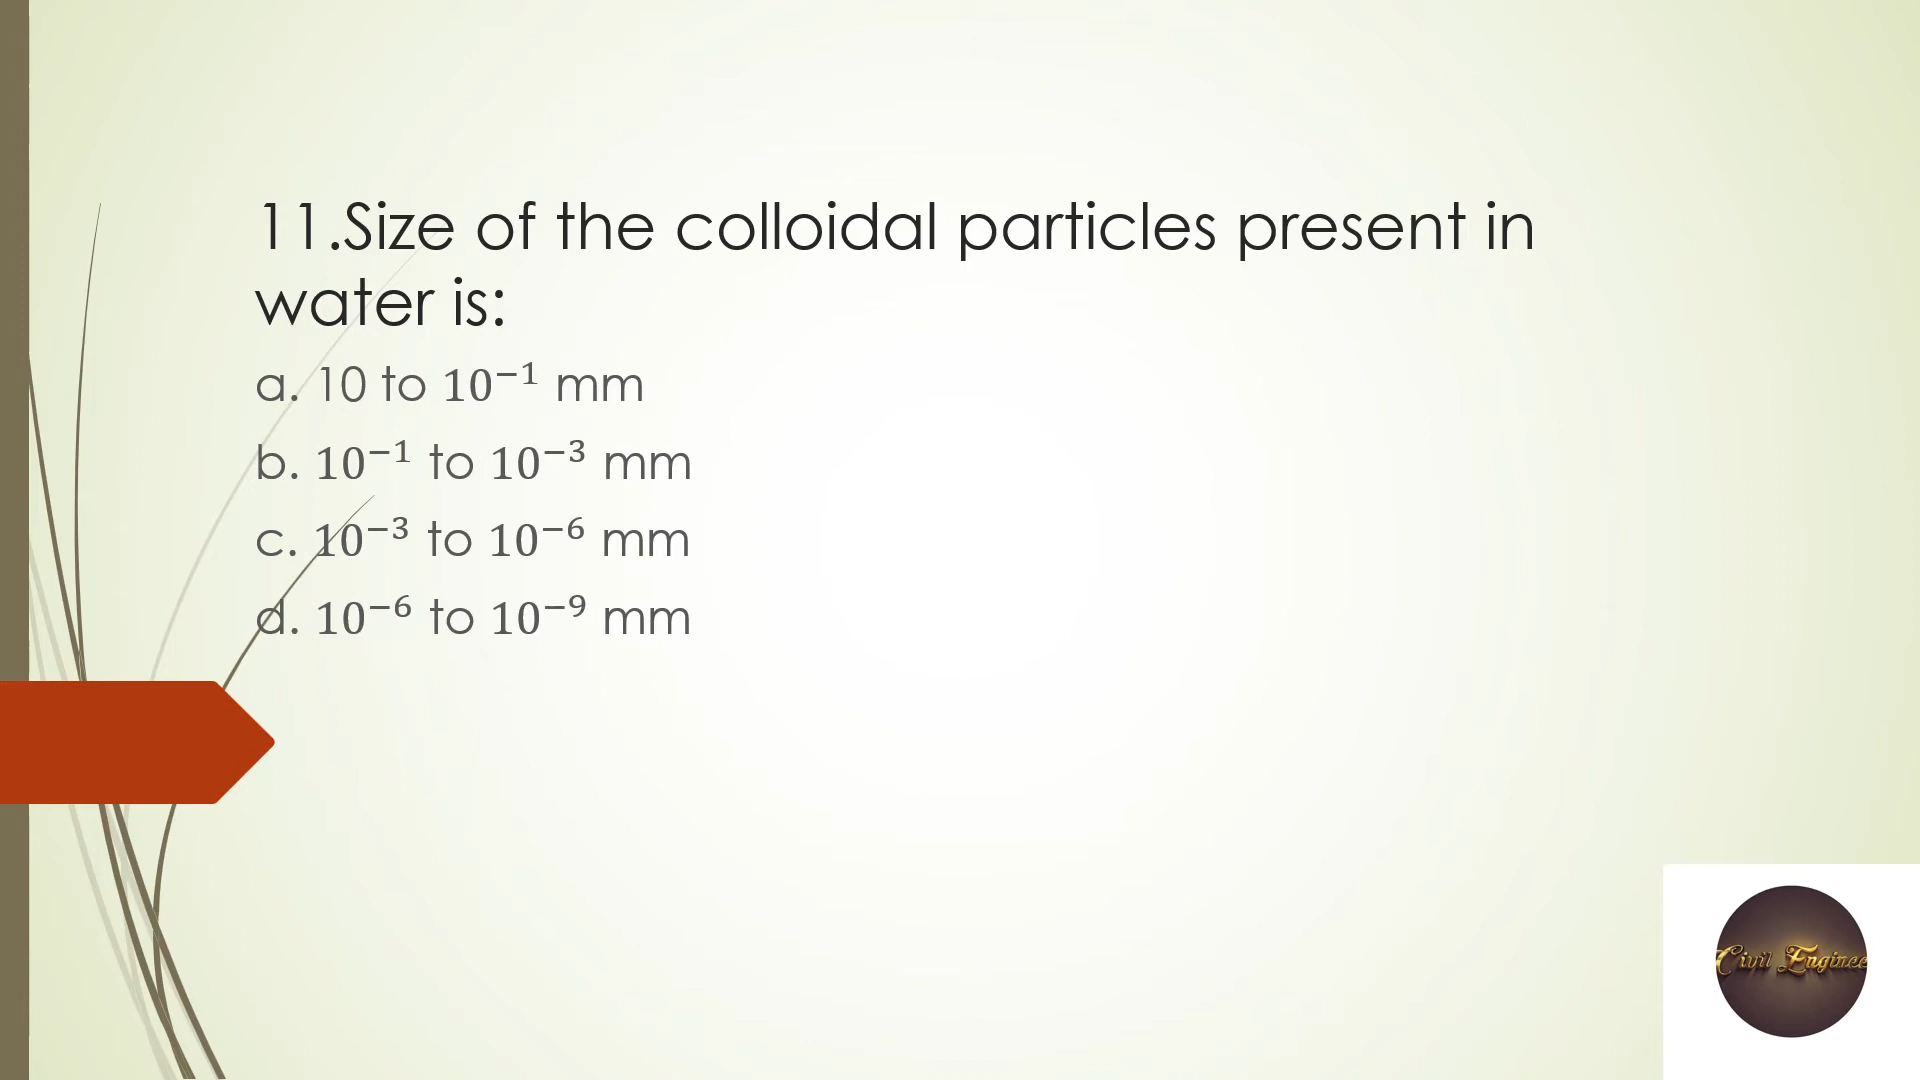 11.Size of the colloidal particles present in
water is:
a. 10 to 10⁻¹ mm
b. 10⁻¹ to 10⁻³ mm
c. 10⁻³ to 10⁻⁶ mm
d. 10⁻⁶ to 10⁻⁹ mm
Civil Enginee